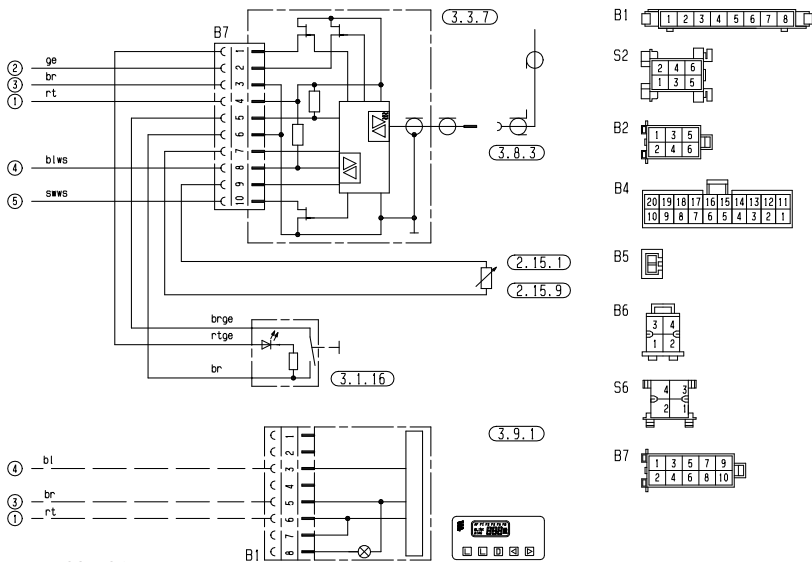 B7
3.3.7
1
2
3
4
5
6
7
8
9
10
② ge
③ br
① rt
④ blws
⑤ swws
3.8.3
2.15.1
2.15.9
brge
rtge
br
3.1.16
④ bl
③ br
① rt
1
2
3
4
5
6
7
8
B1
3.9.1
B1
1 2 3 4 5 6 7 8
S2
2 4 6
1 3 5
B2
1 3 5
2 4 6
B4
20 19 18 17 16 15 14 13 12 11
10 9 8 7 6 5 4 3 2 1
B5
B6
3 4
1 2
S6
4 3
2 1
B7
1 3 5 7 9
2 4 6 8 10